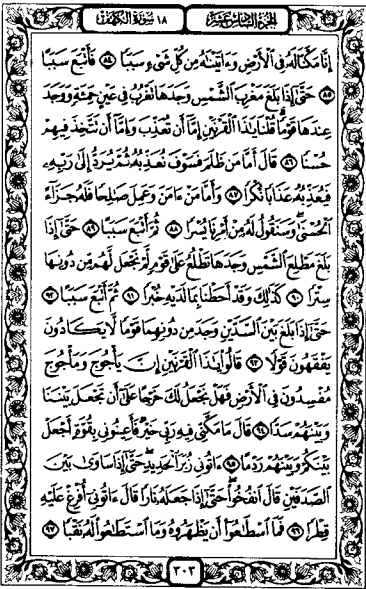 الجزء السادس عشر
١٨ سورة الكهف
إِنَّا مَكَّنَّا لَهُۥ فِى ٱلْأَرْضِ وَءَاتَيْنَٰهُ مِن كُلِّ شَىْءٍ سَبَبًا ٨٤ فَأَتْبَعَ سَبَبًا
٨٥ حَتَّىٰٓ إِذَا بَلَغَ مَغْرِبَ ٱلشَّمْسِ وَجَدَهَا تَغْرُبُ فِى عَيْنٍ حَمِئَةٍ وَوَجَدَ
عِندَهَا قَوْمًا قُلْنَا يَٰذَا ٱلْقَرْنَيْنِ إِمَّآ أَن تُعَذِّبَ وَإِمَّآ أَن تَتَّخِذَ فِيهِمْ
حُسْنًا ٨٦ قَالَ أَمَّا مَن ظَلَمَ فَسَوْفَ نُعَذِّبُهُۥ ثُمَّ يُرَدُّ إِلَىٰ رَبِّهِۦ
فَيُعَذِّبُهُۥ عَذَابًا نُّكْرًا ٨٧ وَأَمَّا مَنْ ءَامَنَ وَعَمِلَ صَٰلِحًا فَلَهُۥ جَزَآءً
ٱلْحُسْنَىٰ وَسَنَقُولُ لَهُۥ مِنْ أَمْرِنَا يُسْرًا ٨٨ ثُمَّ أَتْبَعَ سَبَبًا ٨٩ حَتَّىٰٓ إِذَا
بَلَغَ مَطْلِعَ ٱلشَّمْسِ وَجَدَهَا تَطْلُعُ عَلَىٰ قَوْمٍ لَّمْ نَجْعَل لَّهُم مِّن دُونِهَا
سِتْرًا ٩٠ كَذَٰلِكَ وَقَدْ أَحَطْنَا بِمَا لَدَيْهِ خُبْرًا ٩١ ثُمَّ أَتْبَعَ سَبَبًا ٩٢
حَتَّىٰٓ إِذَا بَلَغَ بَيْنَ ٱلسَّدَّيْنِ وَجَدَ مِن دُونِهِمَا قَوْمًا لَّا يَكَادُونَ
يَفْقَهُونَ قَوْلًا ٩٣ قَالُوا۟ يَٰذَا ٱلْقَرْنَيْنِ إِنَّ يَأْجُوجَ وَمَأْجُوجَ
مُفْسِدُونَ فِى ٱلْأَرْضِ فَهَلْ نَجْعَلُ لَكَ خَرْجًا عَلَىٰٓ أَن تَجْعَلَ بَيْنَنَا
وَبَيْنَهُمْ سَدًّا ٩٤ قَالَ مَا مَكَّنِّى فِيهِ رَبِّى خَيْرٌ فَأَعِينُونِى بِقُوَّةٍ أَجْعَلْ
بَيْنَكُمْ وَبَيْنَهُمْ رَدْمًا ٩٥ ءَاتُونِى زُبَرَ ٱلْحَدِيدِ حَتَّىٰٓ إِذَا سَاوَىٰ بَيْنَ
ٱلصَّدَفَيْنِ قَالَ ٱنفُخُوا۟ حَتَّىٰٓ إِذَا جَعَلَهُۥ نَارًا قَالَ ءَاتُونِىٓ أُفْرِغْ عَلَيْهِ
قِطْرًا ٩٦ فَمَا ٱسْطَٰعُوٓا۟ أَن يَظْهَرُوهُ وَمَا ٱسْتَطَٰعُوا۟ لَهُۥ نَقْبًا ٩٧
٣٠٣